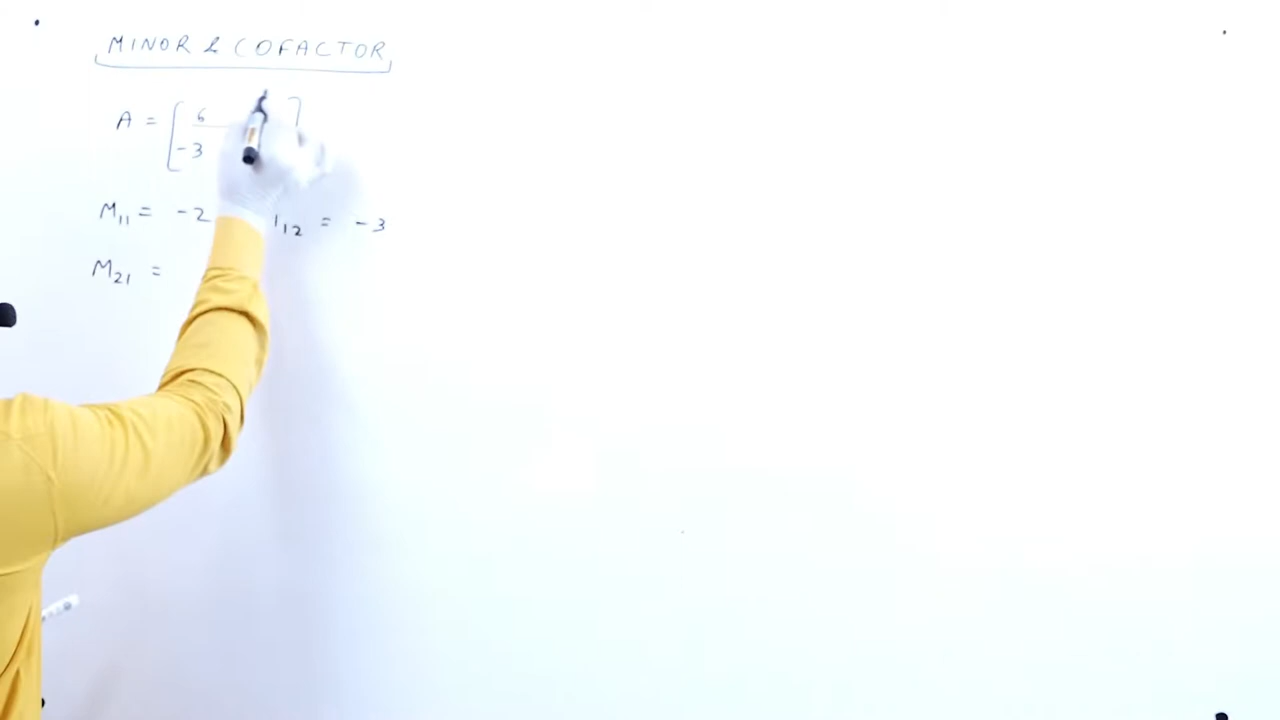 MINOR & COFACTOR
A = [ 6 ]
-3
M11 = -2 12 = -3
M21 =